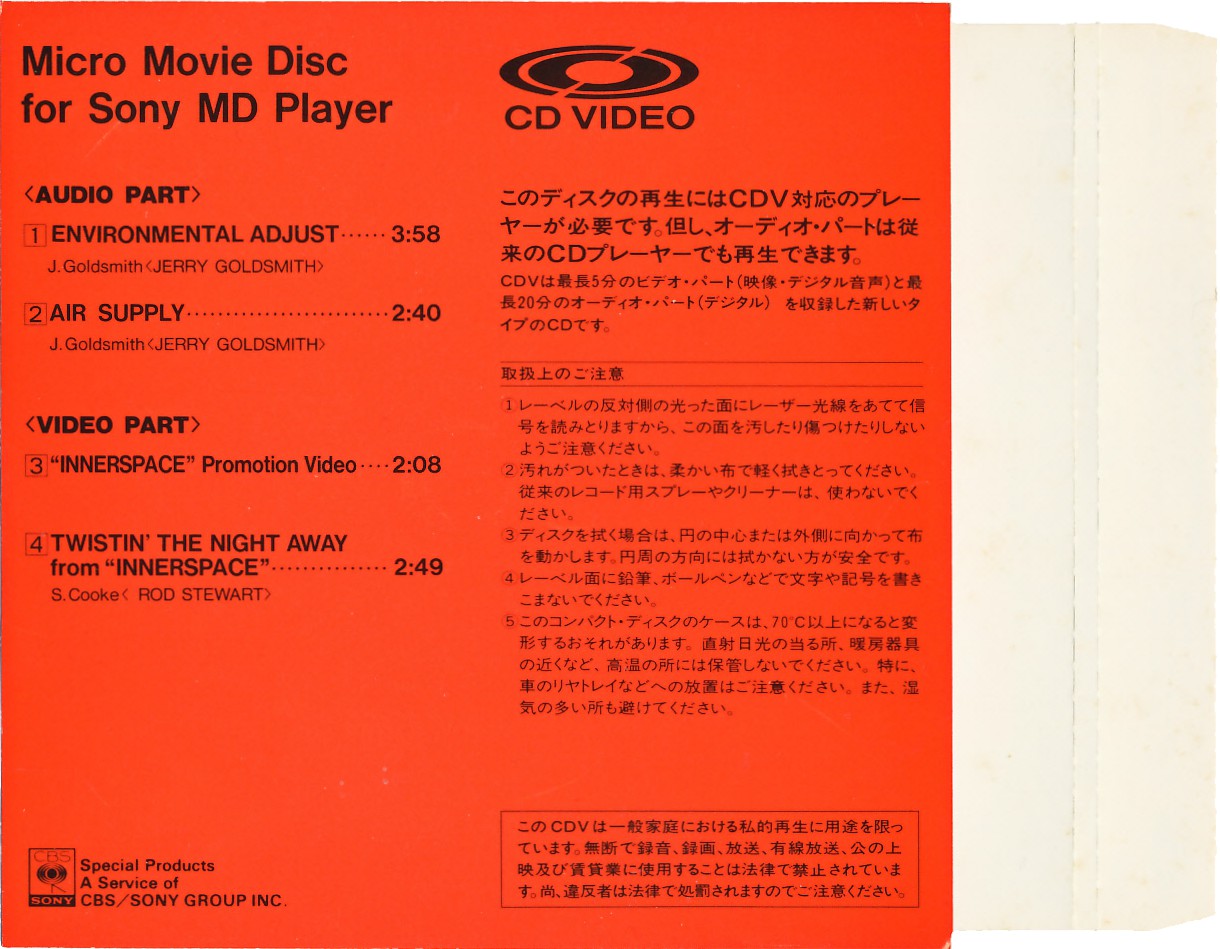 Micro Movie Disc
for Sony MD Player
〈AUDIO PART〉
1 ENVIRONMENTAL ADJUST······ 3:58
J.Goldsmith〈JERRY GOLDSMITH〉
2 AIR SUPPLY·························· 2:40
J.Goldsmith〈JERRY GOLDSMITH〉
〈VIDEO PART〉
3 “INNERSPACE” Promotion Video···· 2:08
4 TWISTIN’ THE NIGHT AWAY
from “INNERSPACE”··············· 2:49
S.Cooke〈 ROD STEWART〉
CBS
SONY
Special Products
A Service of
CBS/SONY GROUP INC.
CD VIDEO
このディスクの再生にはCDV対応のプレー
ヤーが必要です。但し、オーディオ・パートは従
来のCDプレーヤーでも再生できます。
CDVは最長5分のビデオ・パート(映像・デジタル音声)と最
長20分のオーディオ・パート(デジタル) を収録した新しいタ
イプのCDです。
取扱上のご注意
①レーベルの反対側の光った面にレーザー光線をあてて信
号を読みとりますから、この面を汚したり傷つけたりしない
ようご注意ください。
②汚れがついたときは、柔かい布で軽く拭きとってください。
従来のレコード用スプレーやクリーナーは、使わないでく
ださい。
③ディスクを拭く場合は、円の中心または外側に向かって布
を動かします。円周の方向には拭かない方が安全です。
④レーベル面に鉛筆、ボールペンなどで文字や記号を書き
こまないでください。
⑤このコンパクト・ディスクのケースは、70℃以上になると変
形するおそれがあります。直射日光の当る所、暖房器具
の近くなど、高温の所には保管しないでください。特に、
車のリヤトレイなどへの放置はご注意ください。また、湿
気の多い所も避けてください。
このCDVは一般家庭における私的再生に用途を限っ
ています。無断で録音、録画、放送、有線放送、公の上
映及び賃貸業に使用することは法律で禁止されていま
す。尚、違反者は法律で処罰されますのでご注意ください。